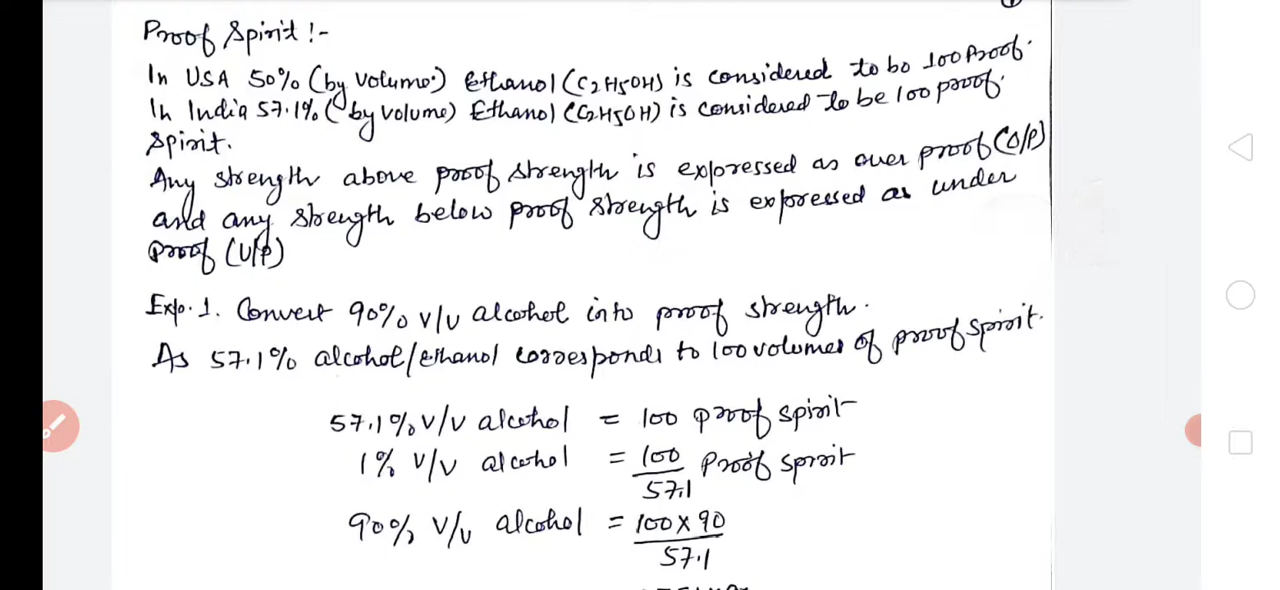 Proof Spirit :-
In USA 50% (by volume) Ethanol (C2H5OH) is considered to be 100 Proof.
In India 57.1% (by volume) Ethanol (C2H5OH) is considered to be 100 proof.
Spirit.
Any strength above proof strength is expressed as over proof (O/P)
and any strength below proof strength is expressed as under
proof (U/P)
Exp. 1. Convert 90% v/v alcohol into proof strength.
As 57.1% alcohol/ethanol corresponds to 100 volumes of proof spirit.
57.1% v/v alcohol = 100 proof spirit
1% v/v alcohol = 100/57.1 Proof spirit
90% v/v alcohol = 100 x 90/57.1